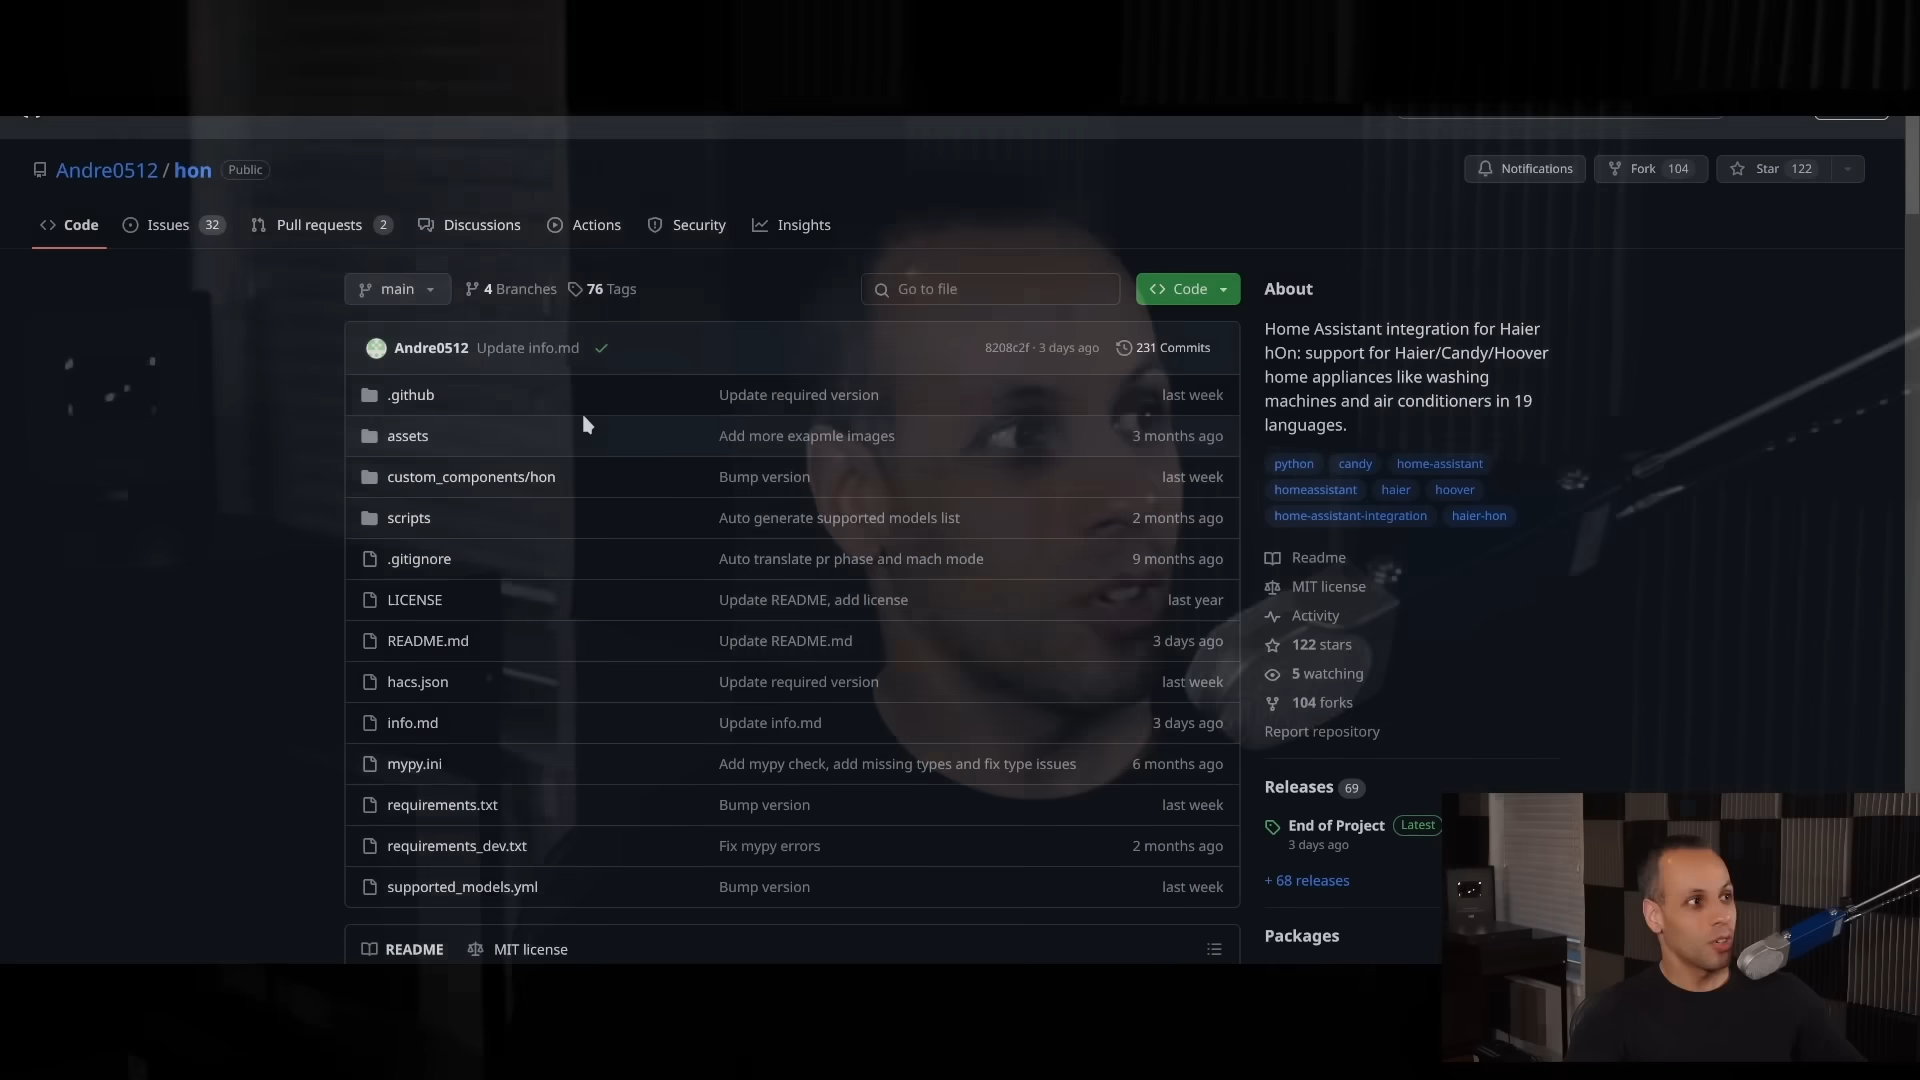 Andre0512 / hon Public
Notifications Fork 104 Star 122
Code Issues 32 Pull requests 2 Discussions Actions Security Insights
main 4 Branches 76 Tags Go to file Code
Andre0512 Update info.md 8208c2f · 3 days ago 231 Commits
.github Update required version last week
assets Add more exapmle images 3 months ago
custom_components/hon Bump version last week
scripts Auto generate supported models list 2 months ago
.gitignore Auto translate pr phase and mach mode 9 months ago
LICENSE Update README, add license last year
README.md Update README.md 3 days ago
hacs.json Update required version last week
info.md Update info.md 3 days ago
mypy.ini Add mypy check, add missing types and fix type issues 6 months ago
requirements.txt Bump version last week
requirements_dev.txt Fix mypy errors 2 months ago
supported_models.yml Bump version last week
README MIT license
About
Home Assistant integration for Haier
hOn: support for Haier/Candy/Hoover
home appliances like washing
machines and air conditioners in 19
languages.
python candy home-assistant
homeassistant haier hoover
home-assistant-integration haier-hon
Readme
MIT license
Activity
122 stars
5 watching
104 forks
Report repository
Releases 69
End of Project Latest
3 days ago
+ 68 releases
Packages